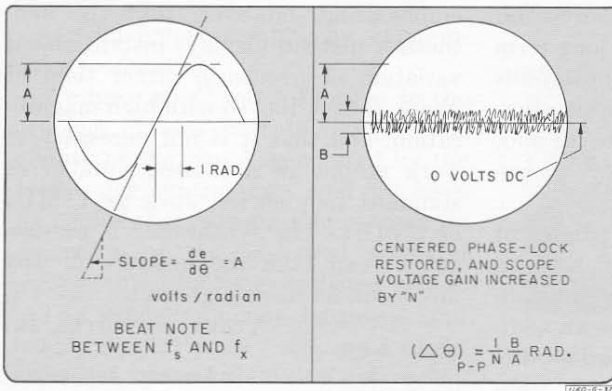 A
1 RAD.
SLOPE = de/dθ = A
volts / radian
BEAT NOTE
BETWEEN fs AND fx
A
B
0 VOLTS DC
CENTERED PHASE-LOCK
RESTORED, AND SCOPE
VOLTAGE GAIN INCREASED
BY "N"
(△ θ)P-P = 1/N B/A RAD.